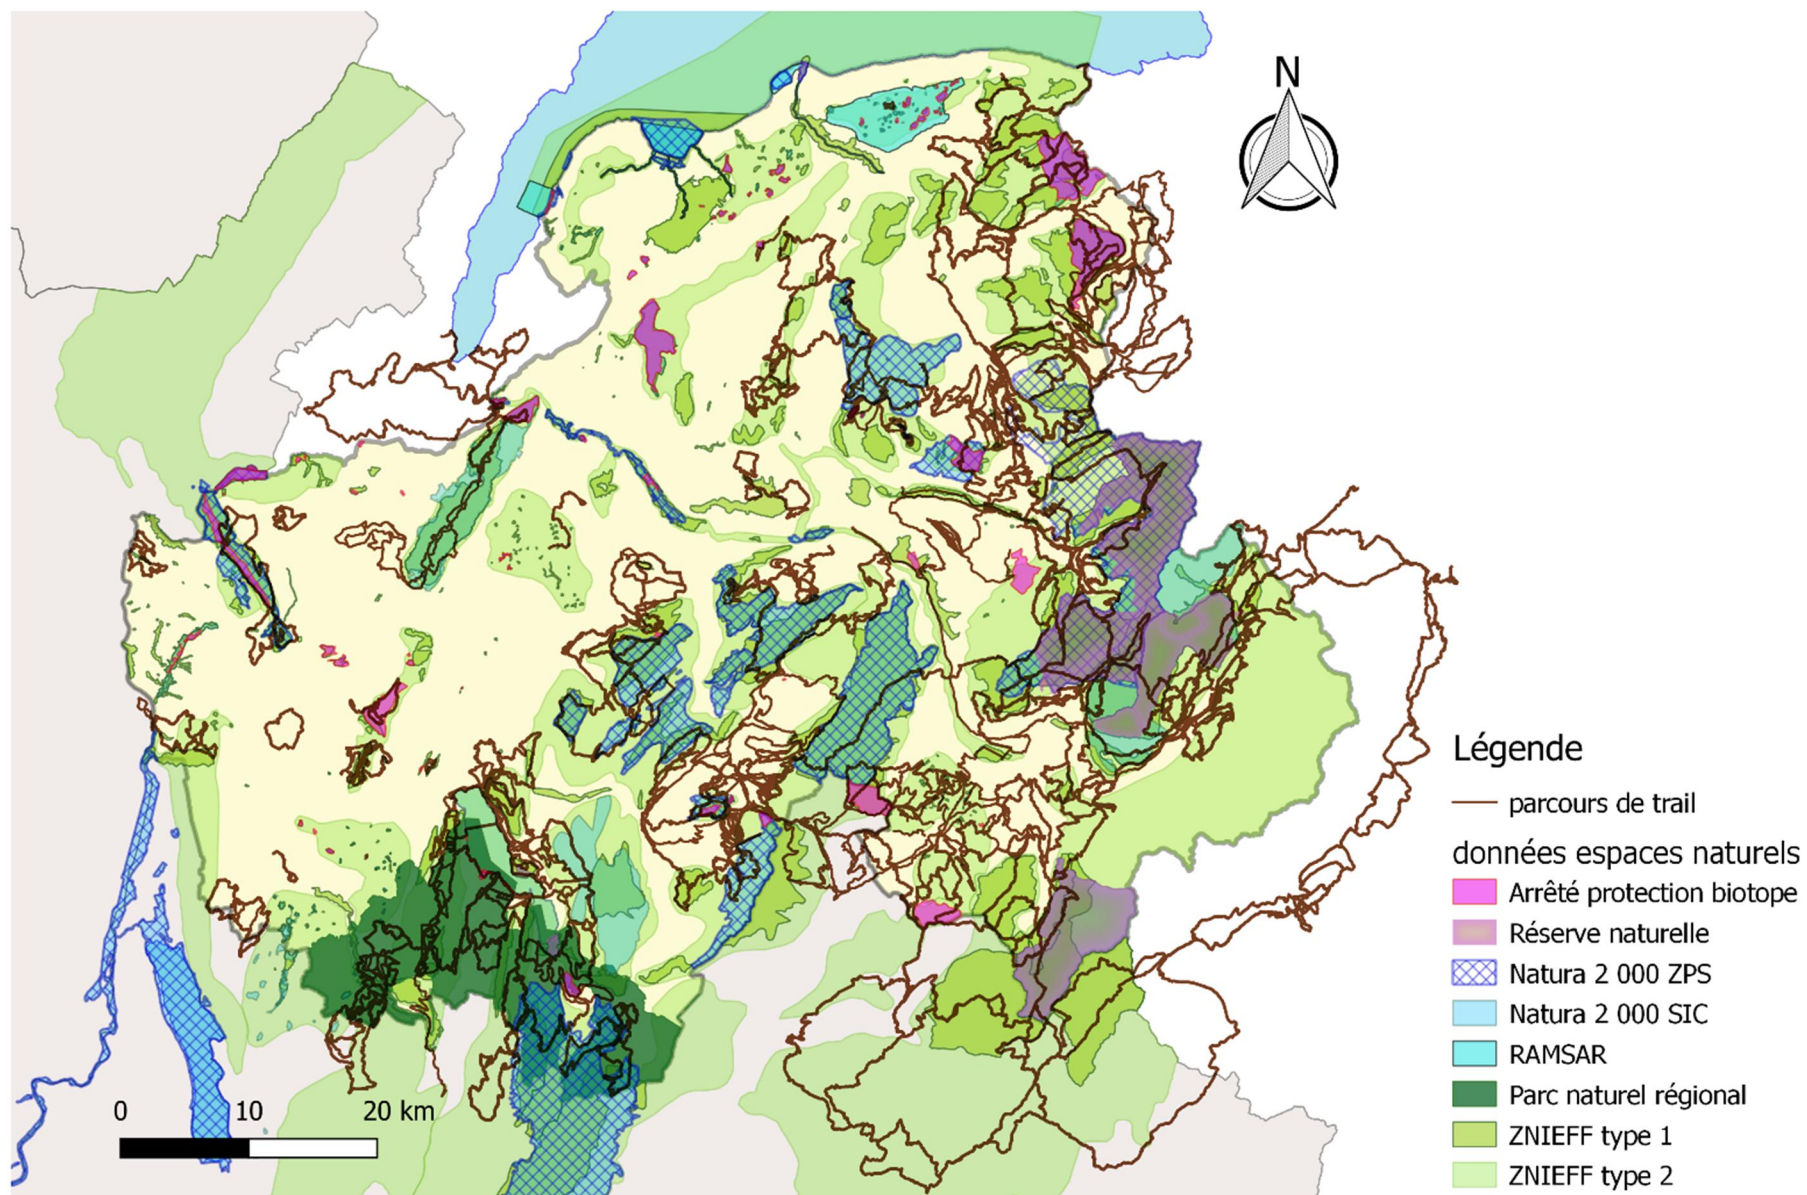 N
Légende
parcours de trail
données espaces naturels
Arrêté protection biotope
Réserve naturelle
Natura 2 000 ZPS
Natura 2 000 SIC
RAMSAR
Parc naturel régional
ZNIEFF type 1
ZNIEFF type 2
0 10 20 km